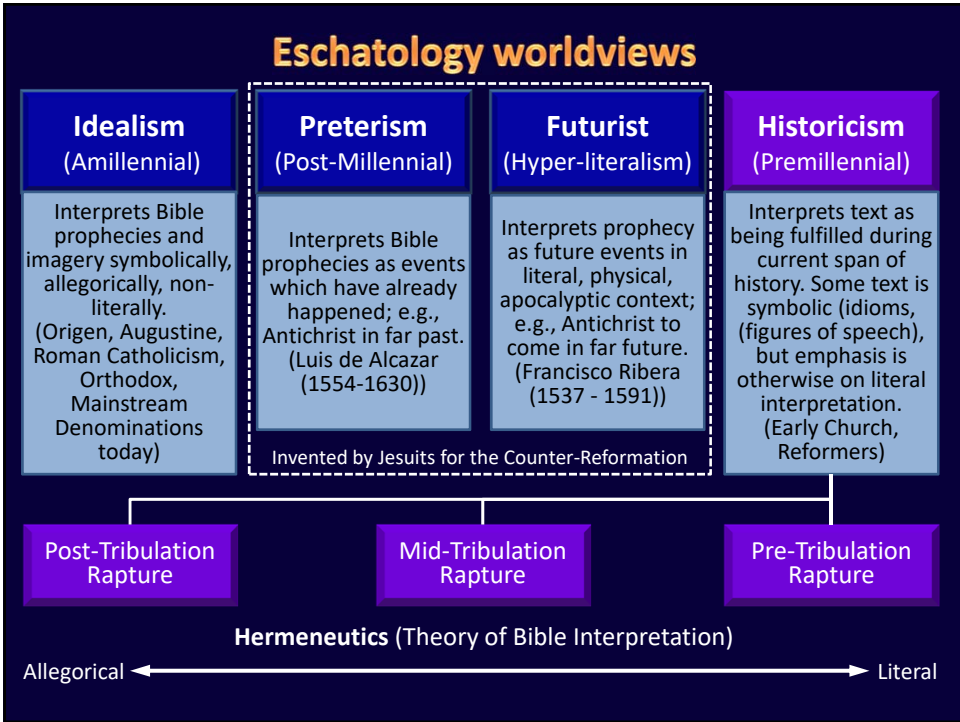 Eschatology worldviews
Idealism
(Amillennial)
Interprets Bible
prophecies and
imagery symbolically,
allegorically, non-
literally.
(Origen, Augustine,
Roman Catholicism,
Orthodox,
Mainstream
Denominations
today)
Preterism
(Post-Millennial)
Interprets Bible
prophecies as events
which have already
happened; e.g.,
Antichrist in far past.
(Luis de Alcazar
(1554-1630))
Futurist
(Hyper-literalism)
Interprets prophecy
as future events in
literal, physical,
apocalyptic context;
e.g., Antichrist to
come in far future.
(Francisco Ribera
(1537 - 1591))
Invented by Jesuits for the Counter-Reformation
Historicism
(Premillennial)
Interprets text as
being fulfilled during
current span of
history. Some text is
symbolic (idioms,
(figures of speech),
but emphasis is
otherwise on literal
interpretation.
(Early Church,
Reformers)
Post-Tribulation
Rapture
Mid-Tribulation
Rapture
Pre-Tribulation
Rapture
Hermeneutics (Theory of Bible Interpretation)
Allegorical
Literal